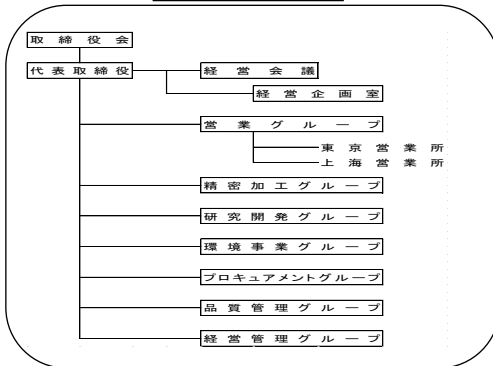 取締役会
代表取締役
経営会議
経営企画室
営業グループ
東京営業所
上海営業所
精密加工グループ
研究開発グループ
環境事業グループ
プロキュアメントグループ
品質管理グループ
経営管理グループ